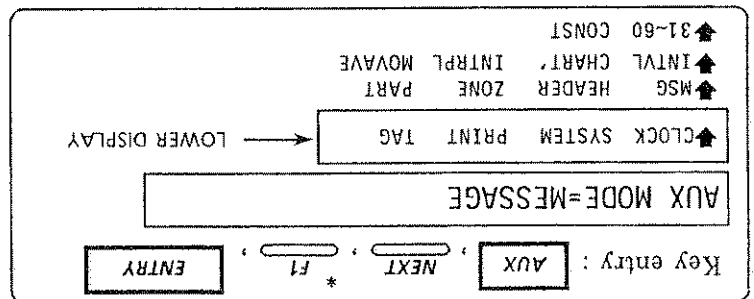 Key entry : AUX , NEXT , * F1 , ENTRY
AUX MODE=MESSAGE
CLOCK SYSTEM PRINT TAG LOWER DISPLAY
MSG HEADER ZONE PART
INTVL CHART' INTRPL MOVAVE
31~60 CONST